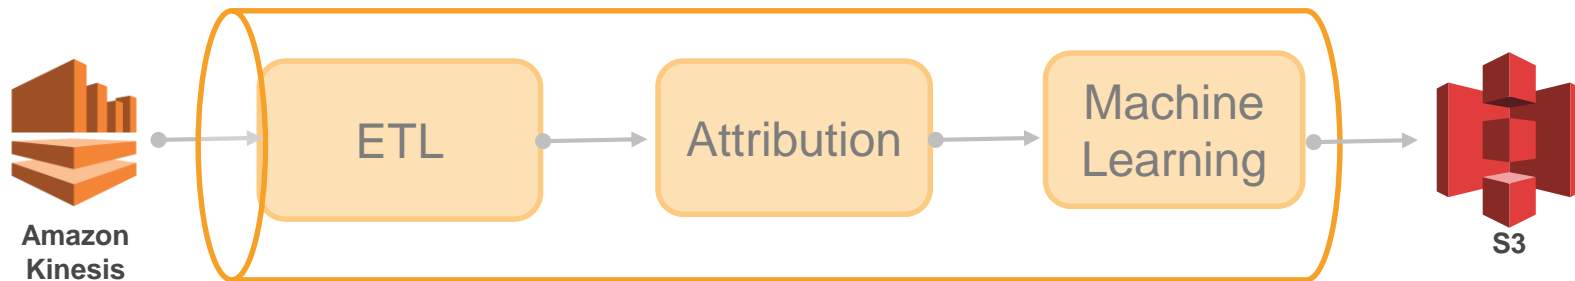 Amazon
Kinesis
ETL
Attribution
Machine
Learning
S3